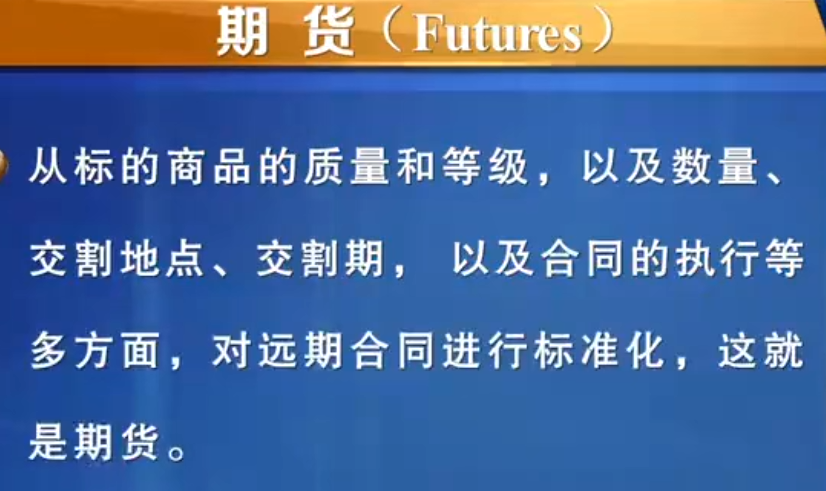 期 货（Futures）
从标的商品的质量和等级，以及数量、
交割地点、交割期， 以及合同的执行等
多方面，对远期合同进行标准化，这就
是期货。